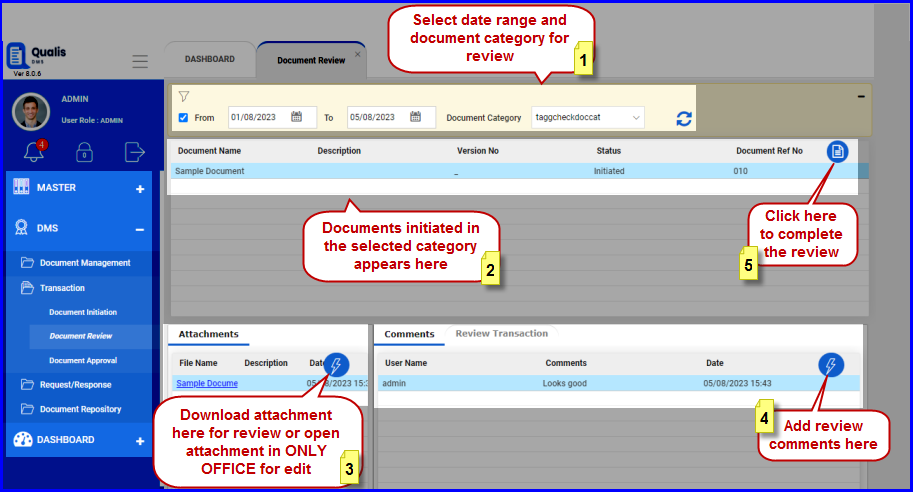 Select date range and
document category for
review
1
Qualis
DMS
Ver 8.0.6
DASHBOARD
Document Review
ADMIN
User Role : ADMIN
4
From 01/08/2023 To 05/08/2023 Document Category taggcheckdoccat
Document Name Description Version No Status Document Ref No
Sample Document _ Initiated 010
MASTER
DMS
Document Management
Transaction
Document Initiation
Document Review
Document Approval
Request/Response
Document Repository
DASHBOARD
Documents initiated in
the selected category
appears here
2
Click here
to complete
the review
5
Attachments
File Name Description Date
Sample Docume 05/08/2023 15:
Comments Review Transaction
User Name Comments Date
admin Looks good 05/08/2023 15:43
Download attachment
here for review or open
attachment in ONLY
OFFICE for edit
3
4
Add review
comments here